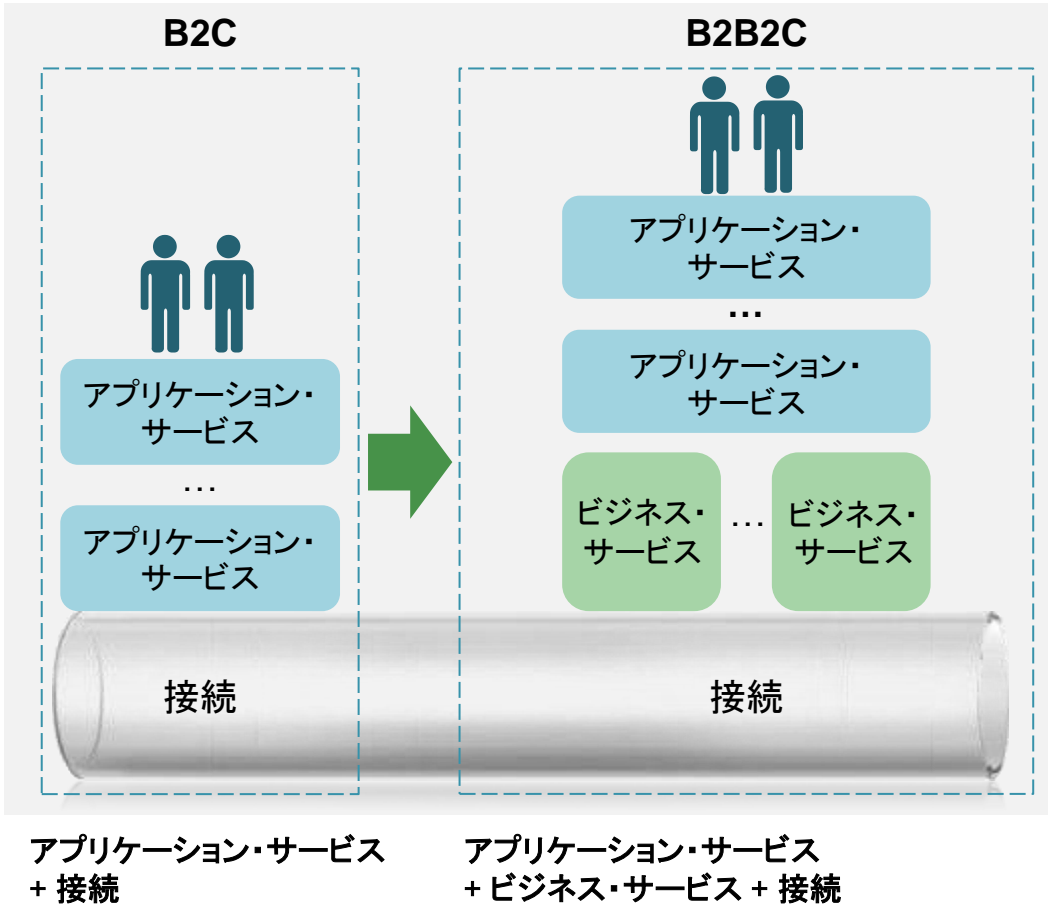 B2C
アプリケーション・
サービス
...
アプリケーション・
サービス
接続
アプリケーション・サービス
+ 接続
B2B2C
アプリケーション・
サービス
...
アプリケーション・
サービス
ビジネス・
サービス
...
ビジネス・
サービス
接続
アプリケーション・サービス
+ ビジネス・サービス + 接続